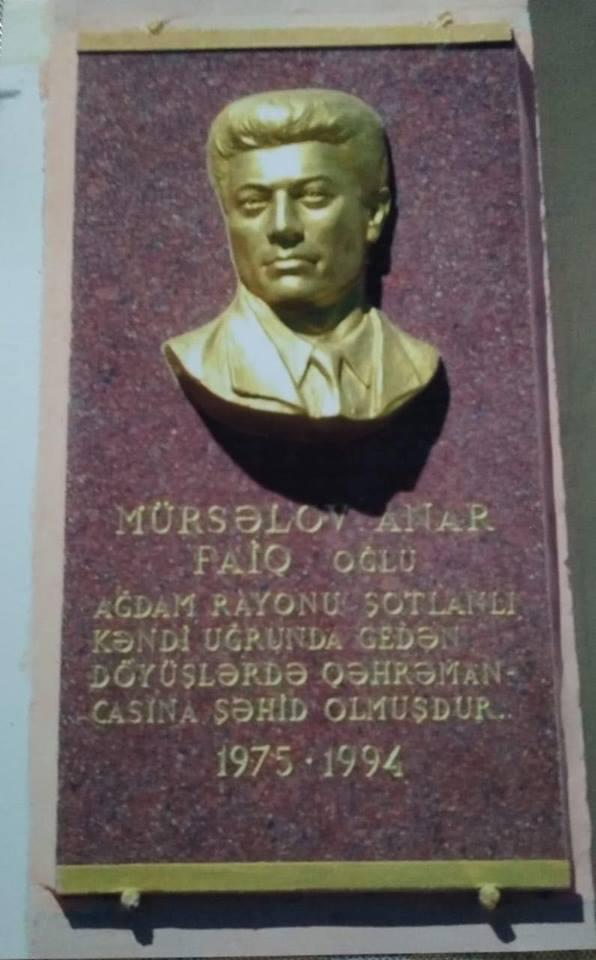 MÜRSƏLOV ANAR
FAİQ OĞLU
AĞDAM RAYONU ŞOTLANLI
KƏNDİ UĞRUNDA GEDƏN
DÖYÜŞLƏRDƏ QƏHRƏMAN-
CASINA ŞƏHİD OLMUŞDUR..
1975 · 1994